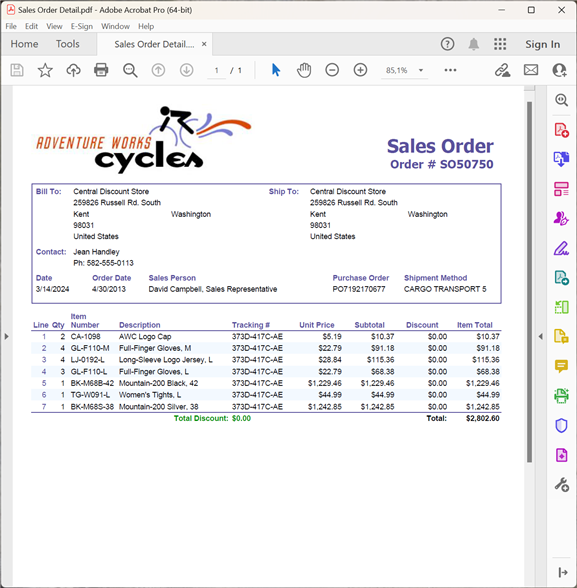 Sales Order Detail.pdf - Adobe Acrobat Pro (64-bit)
File Edit View E-Sign Window Help
Home Tools Sales Order Detail.... × Sign In
1 / 1 85,1%
ADVENTURE WORKS
cycles
Sales Order
Order # SO50750
Bill To: Central Discount Store Ship To: Central Discount Store
259826 Russell Rd. South 259826 Russell Rd. South
Kent Washington Kent Washington
98031 98031
United States United States
Contact: Jean Handley
Ph: 582-555-0113
Date Order Date Sales Person Purchase Order Shipment Method
3/14/2024 4/30/2013 David Campbell, Sales Representative PO7192170677 CARGO TRANSPORT 5
Item
Line Qty Number Description Tracking # Unit Price Subtotal Discount Item Total
1 2 CA-1098 AWC Logo Cap 373D-417C-AE $5,19 $10.37 $0.00 $10.37
2 4 GL-F110-M Full-Finger Gloves, M 373D-417C-AE $22.79 $91.18 $0.00 $91.18
3 4 LJ-0192-L Long-Sleeve Logo Jersey, L 373D-417C-AE $28.84 $115.36 $0.00 $115.36
4 3 GL-F110-L Full-Finger Gloves, L 373D-417C-AE $22.79 $68.38 $0.00 $68.38
5 1 BK-M68B-42 Mountain-200 Black, 42 373D-417C-AE $1,229.46 $1,229.46 $0.00 $1,229.46
6 1 TG-W091-L Women's Tights, L 373D-417C-AE $44.99 $44.99 $0.00 $44.99
7 1 BK-M68S-38 Mountain-200 Silver, 38 373D-417C-AE $1,242.85 $1,242.85 $0.00 $1,242.85
Total Discount: $0.00 Total: $2,802.60